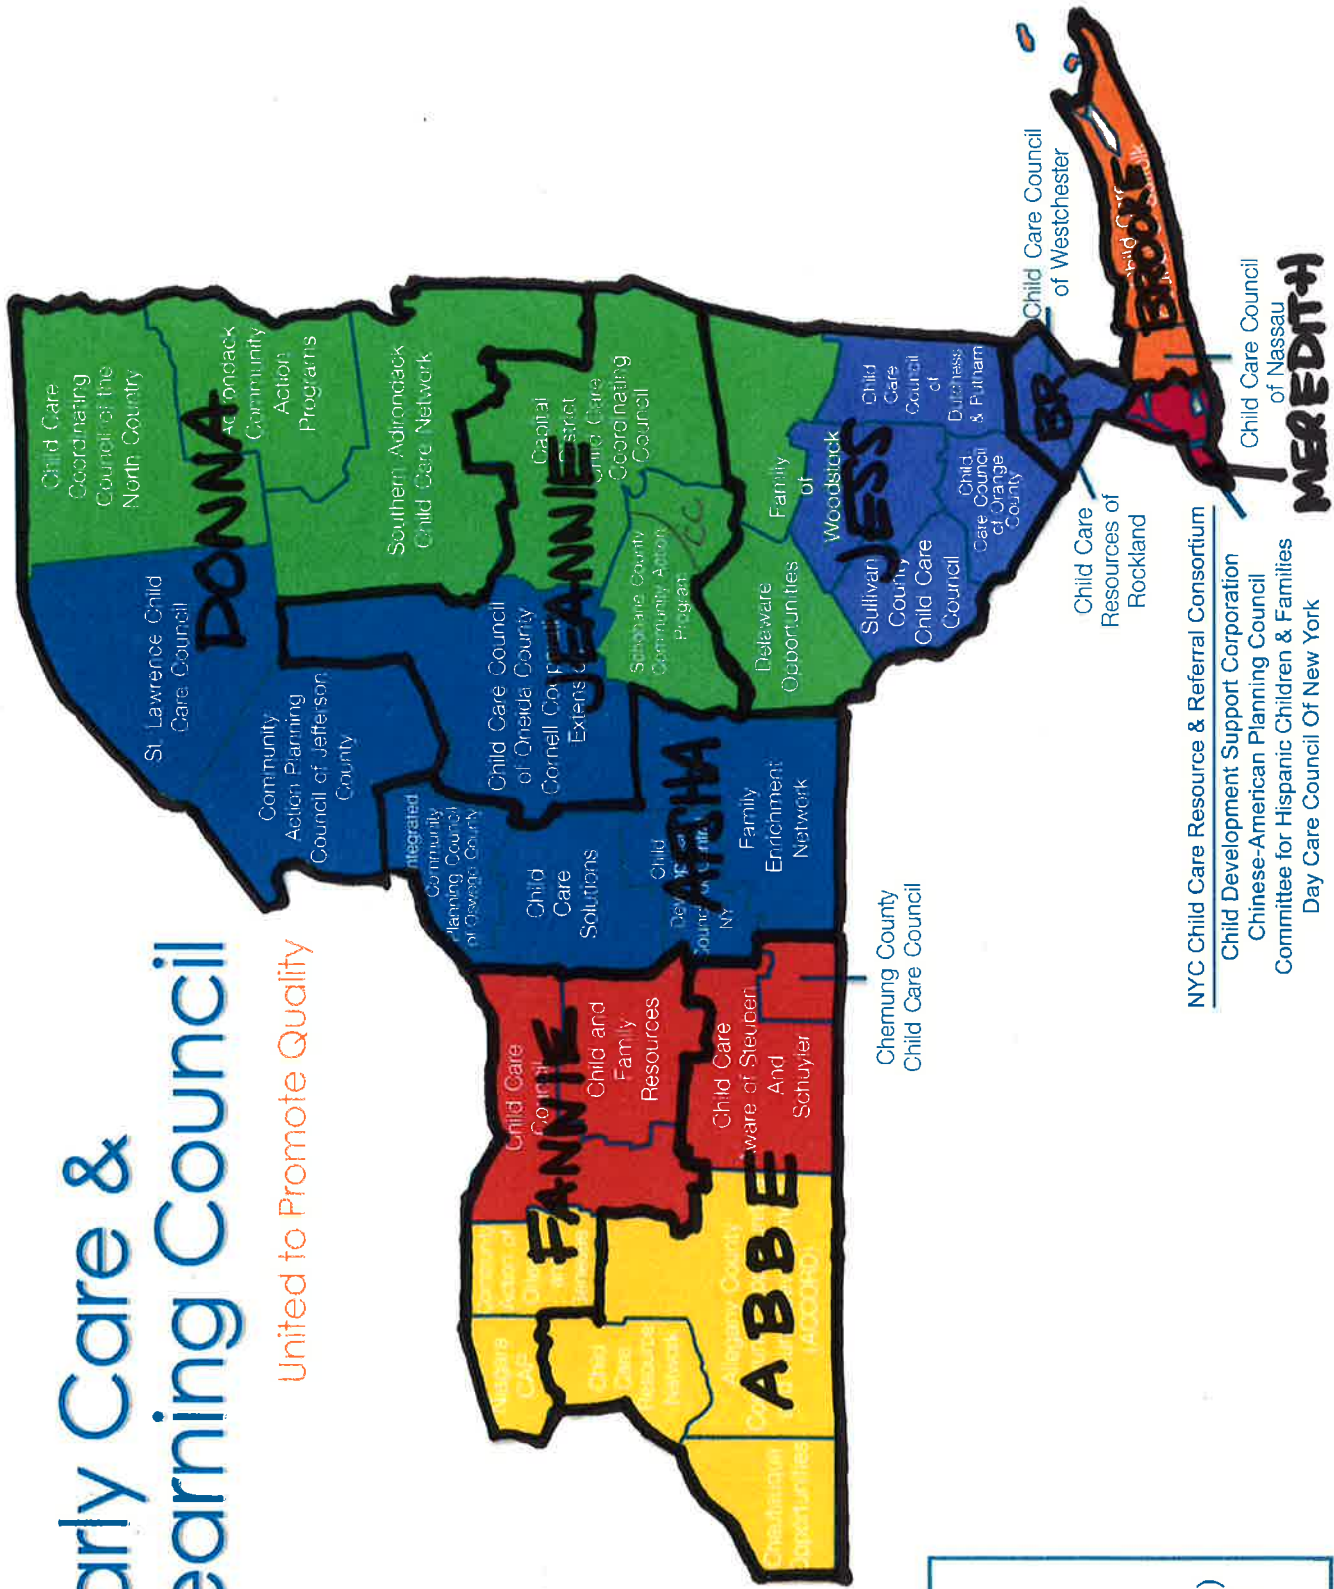 arly Care &
earning Council
United to Promote Quality
Child Care
Coordinating
Council of the
North Country
Adirondack
Community
Action
Programs
DONNA
St. Lawrence Child
Care Council
Community
Action Planning
Council of Jefferson
County
Southern Adirondack
Child Care Network
Capital
District
Child Care
Coordinating
Council
JEANNIE
Child Care Council
of Oneida County
Cornell
Schoharie County
Community Action
Program
Integrated
Community
Planning Council
of Oswego County
Child
Care
Solutions
Child
NY
Family
Enrichment
Network
Delaware
Opportunities
Family
of
Woodstock
JESS
Sullivan
County
Child Care
Council
Child
Care
Council
of
Dutchess
& Putnam
Child
Care Council
of Orange
County
BR
BROOKE
Child Care Council
of Westchester
Child Care Council
of Nassau
MEREDITH
Child Care
Resources of
Rockland
NYC Child Care Resource & Referral Consortium
Child Development Support Corporation
Chinese-American Planning Council
Committee for Hispanic Children & Families
Day Care Council Of New York
Child Care
Council
FANNIE
Child and
Family
Resources
Child Care
Aware of Steuben
And
Schuyler
Chemung County
Child Care Council
Niagara
CAP
Community
Action of
Child
Care
Resource
Network
ABBE
Allegany County
(ACCORD)
Chautauqua
Opportunities
)